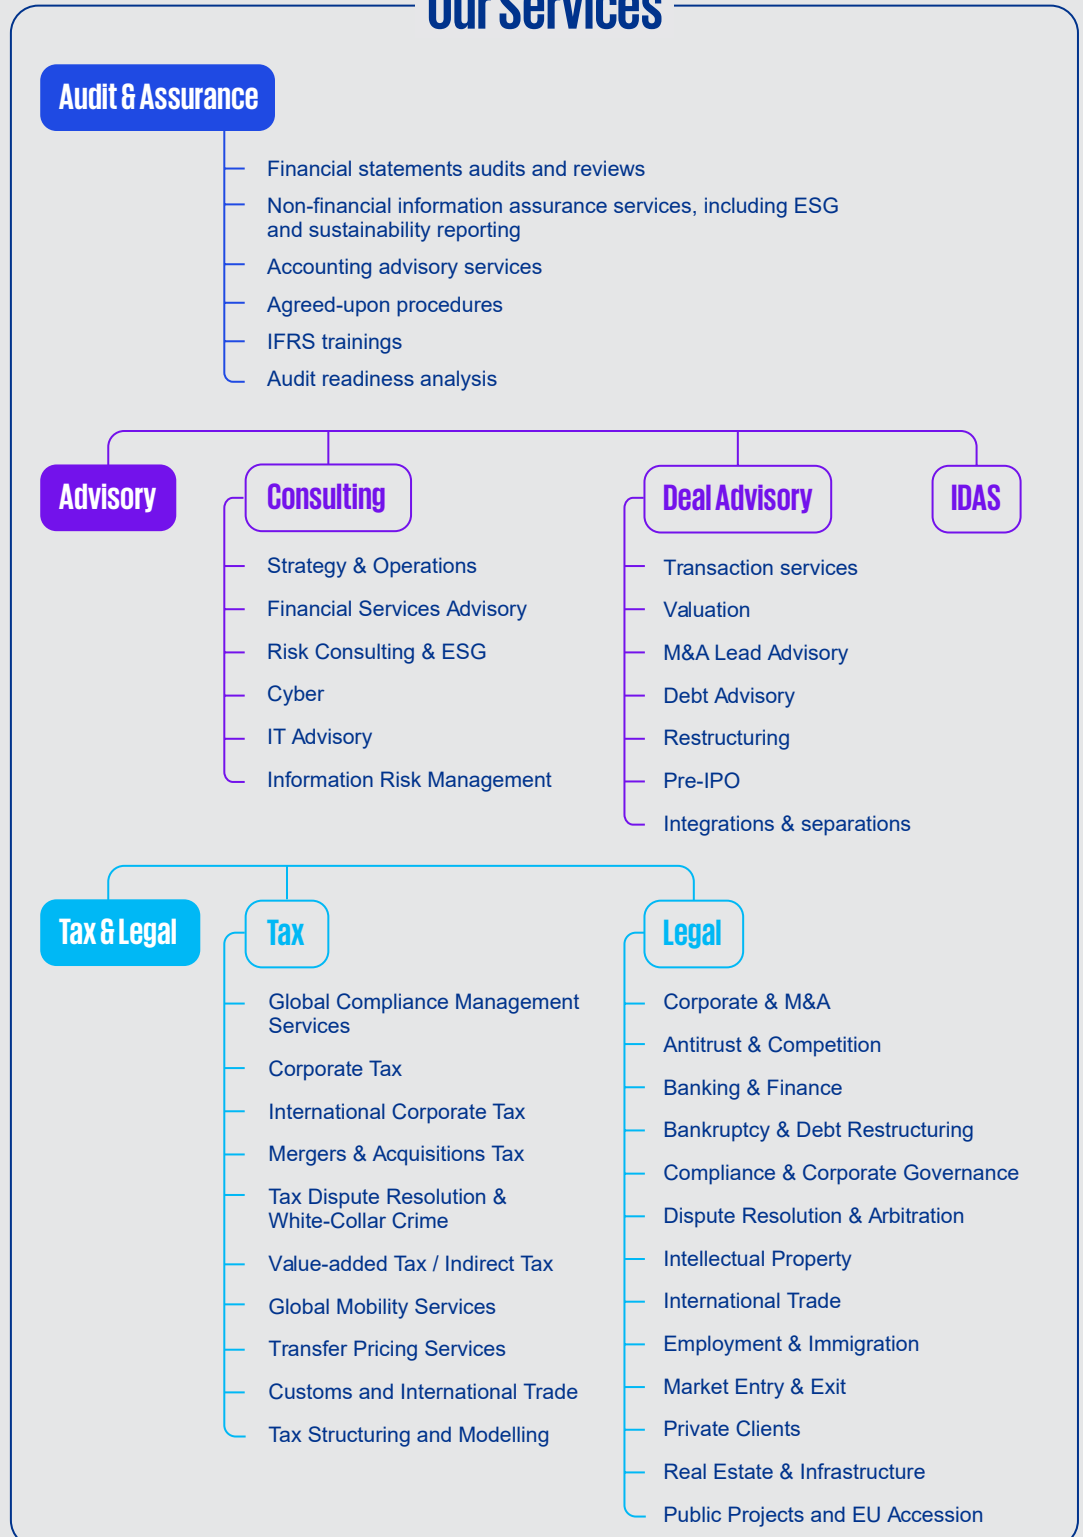 Our Services
Audit & Assurance
Financial statements audits and reviews
Non-financial information assurance services, including ESG
and sustainability reporting
Accounting advisory services
Agreed-upon procedures
IFRS trainings
Audit readiness analysis
Advisory
Consulting
Strategy & Operations
Financial Services Advisory
Risk Consulting & ESG
Cyber
IT Advisory
Information Risk Management
Deal Advisory
Transaction services
Valuation
M&A Lead Advisory
Debt Advisory
Restructuring
Pre-IPO
Integrations & separations
IDAS
Tax & Legal
Tax
Global Compliance Management
Services
Corporate Tax
International Corporate Tax
Mergers & Acquisitions Tax
Tax Dispute Resolution &
White-Collar Crime
Value-added Tax / Indirect Tax
Global Mobility Services
Transfer Pricing Services
Customs and International Trade
Tax Structuring and Modelling
Legal
Corporate & M&A
Antitrust & Competition
Banking & Finance
Bankruptcy & Debt Restructuring
Compliance & Corporate Governance
Dispute Resolution & Arbitration
Intellectual Property
International Trade
Employment & Immigration
Market Entry & Exit
Private Clients
Real Estate & Infrastructure
Public Projects and EU Accession